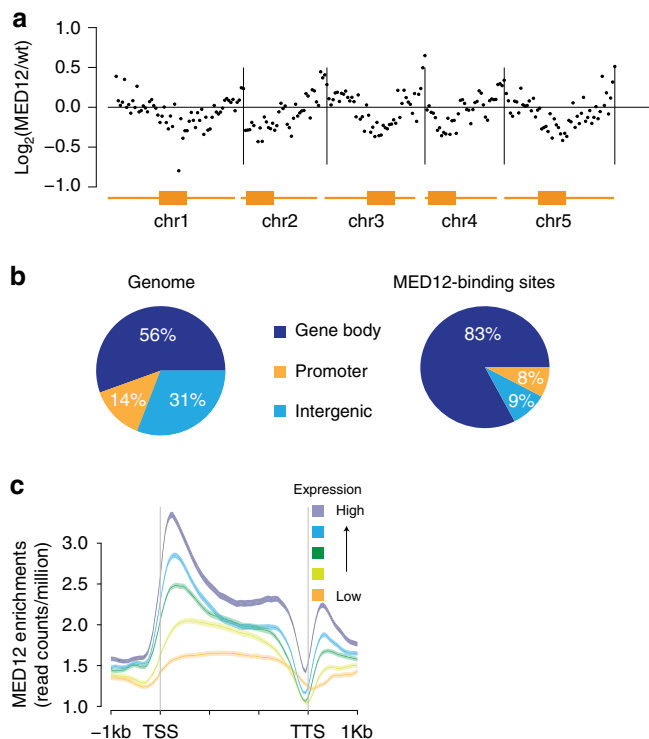 a
Log2(MED12/wt)
1.0
0.5
0.0
−0.5
−1.0
chr1 chr2 chr3 chr4 chr5
b
Genome
MED12-binding sites
56%
14%
31%
Gene body
Promoter
Intergenic
83%
8%
9%
c
Expression
High
Low
MED12 enrichments
(read counts/million)
3.0
2.5
2.0
1.5
1.0
−1kb TSS TTS 1Kb